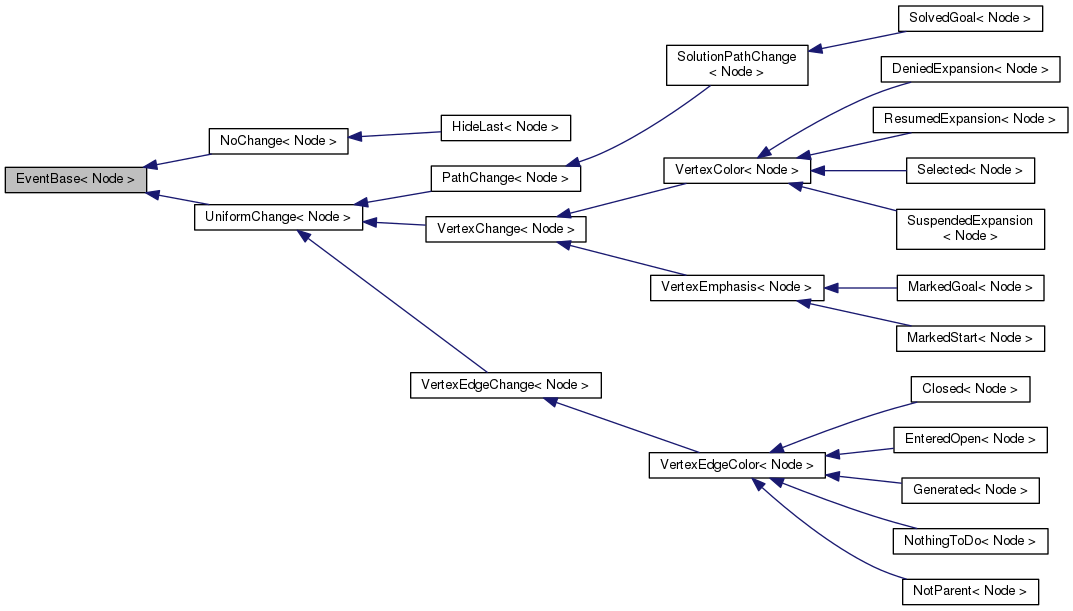 EventBase< Node >
NoChange< Node >
HideLast< Node >
UniformChange< Node >
PathChange< Node >
SolutionPathChange
< Node >
SolvedGoal< Node >
VertexChange< Node >
VertexColor< Node >
DeniedExpansion< Node >
ResumedExpansion< Node >
Selected< Node >
SuspendedExpansion
< Node >
VertexEmphasis< Node >
MarkedGoal< Node >
MarkedStart< Node >
VertexEdgeChange< Node >
VertexEdgeColor< Node >
Closed< Node >
EnteredOpen< Node >
Generated< Node >
NothingToDo< Node >
NotParent< Node >